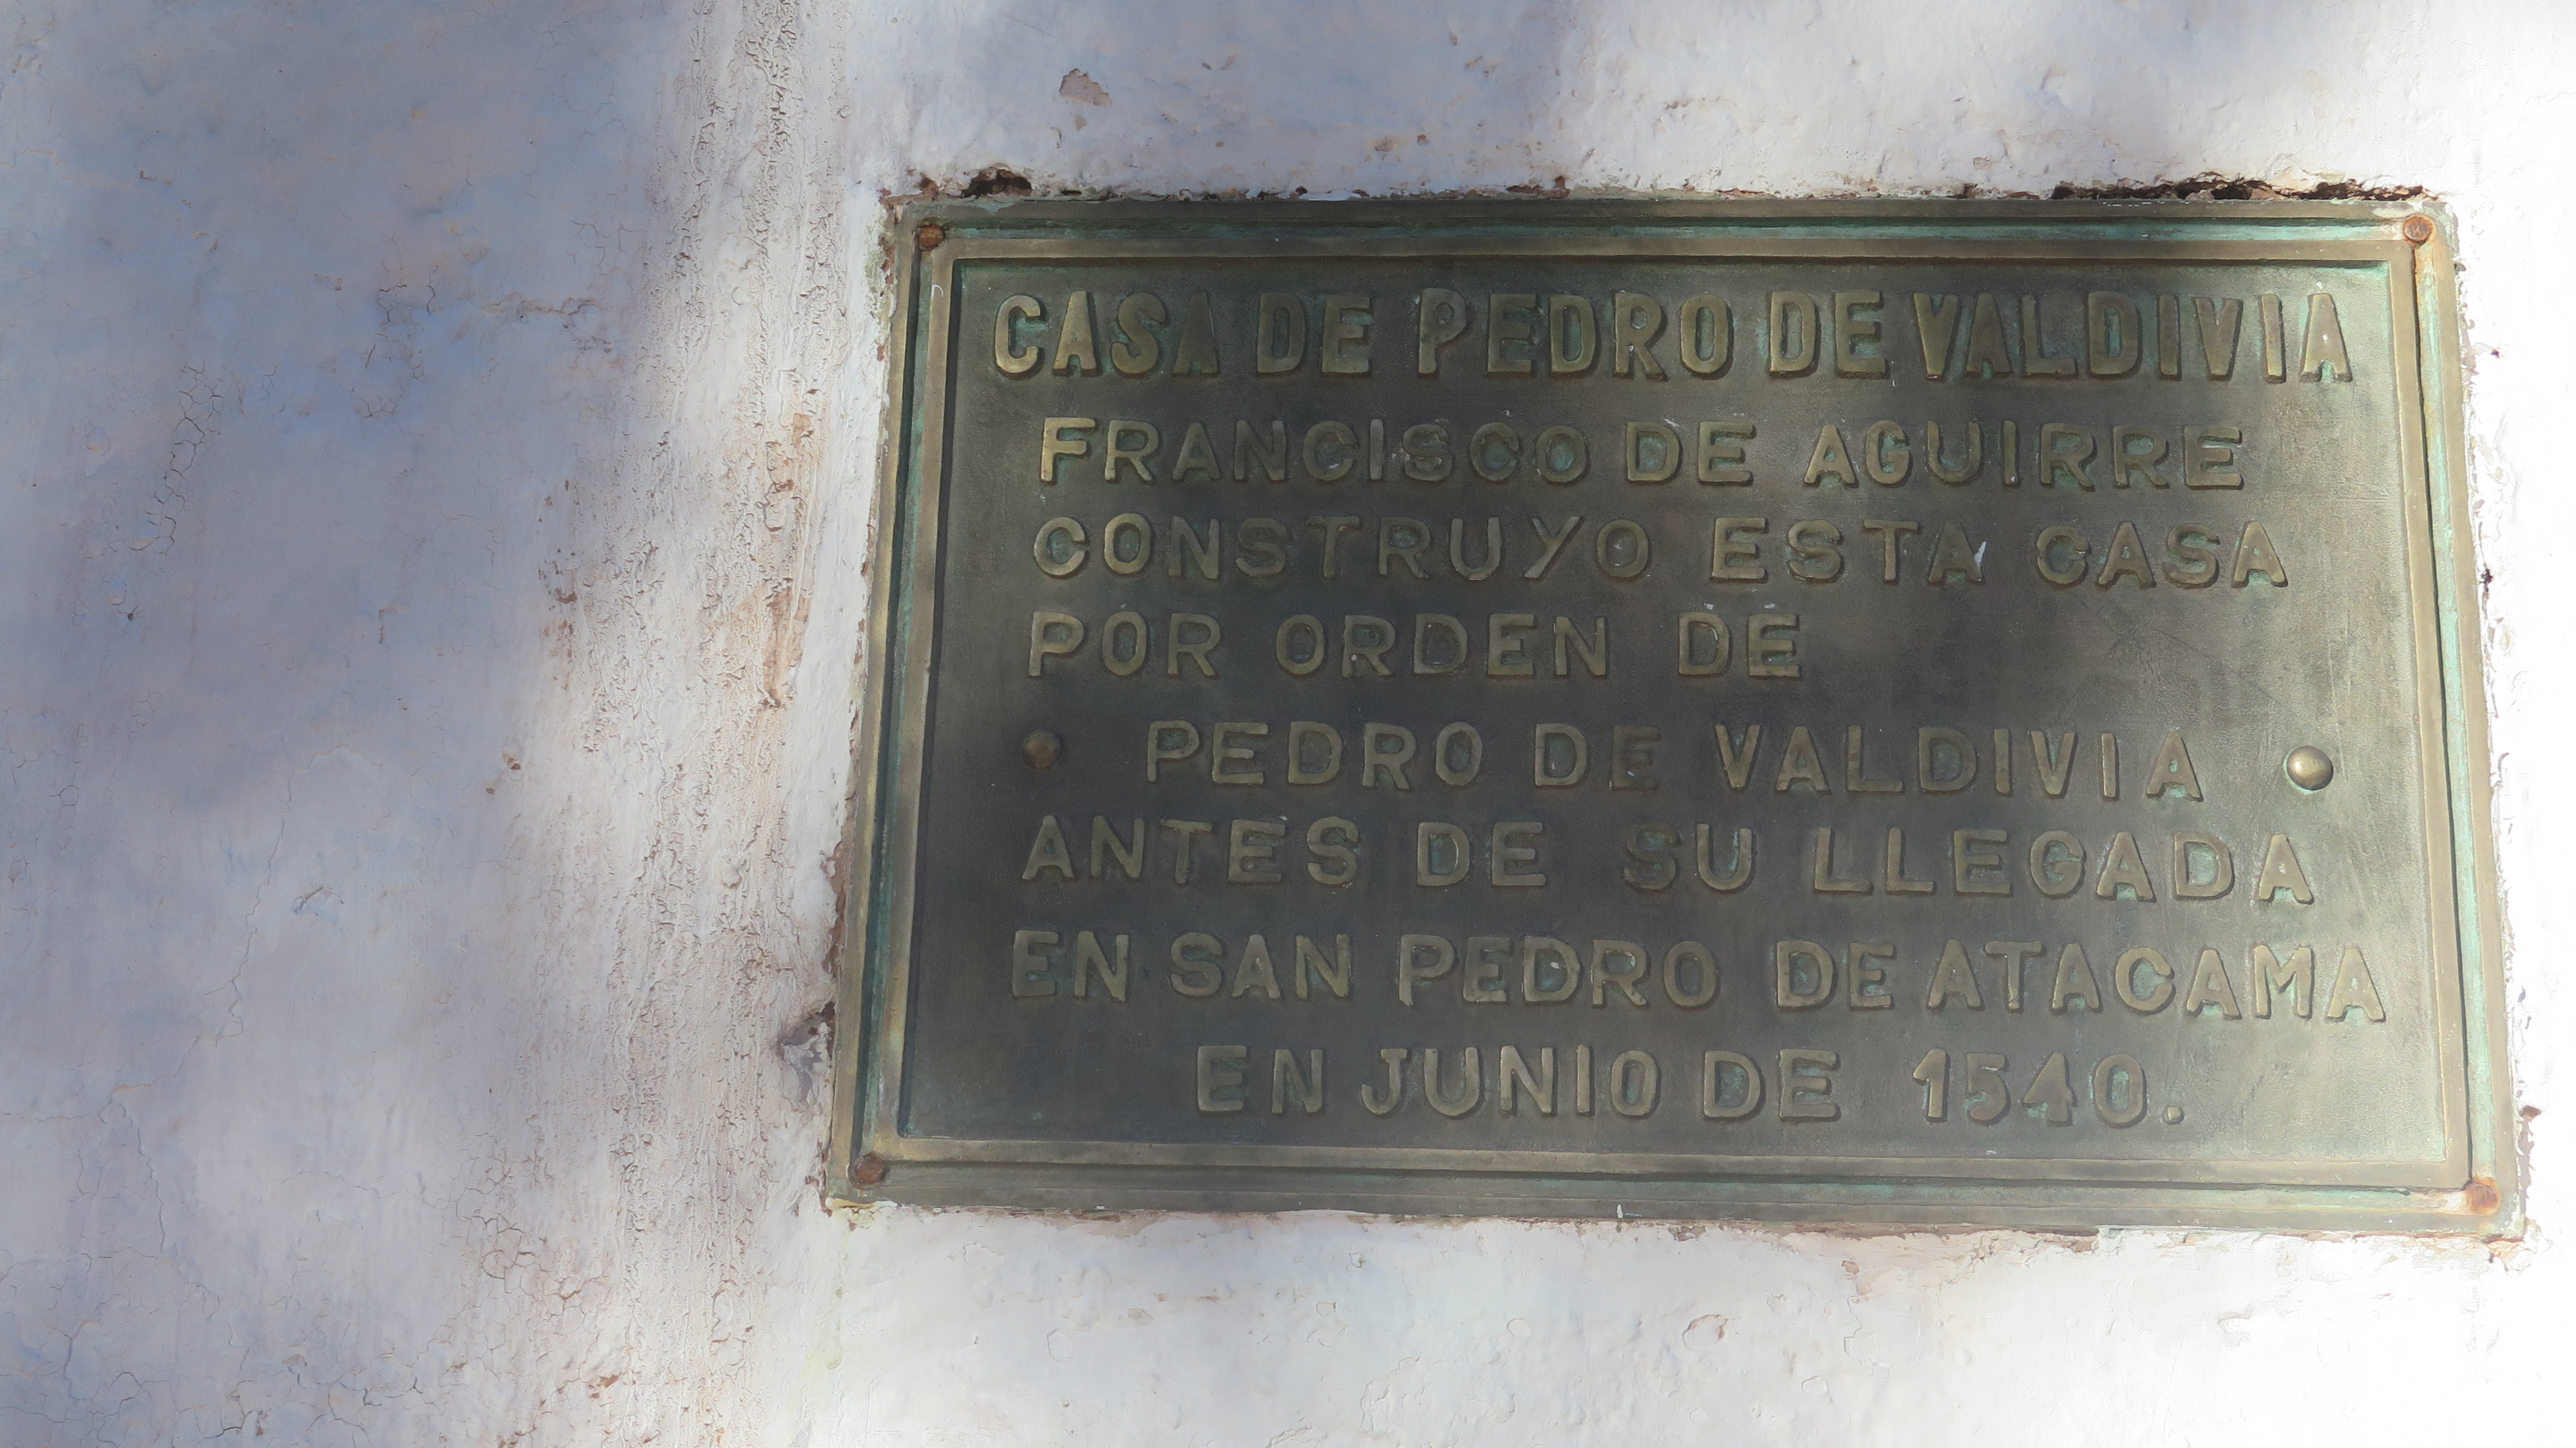 CASA DE PEDRO DE VALDIVIA
FRANCISCO DE AGUIRRE
CONSTRUYO ESTA CASA
POR ORDEN DE
PEDRO DE VALDIVIA
ANTES DE SU LLEGADA
EN SAN PEDRO DE ATACAMA
EN JUNIO DE 1540.